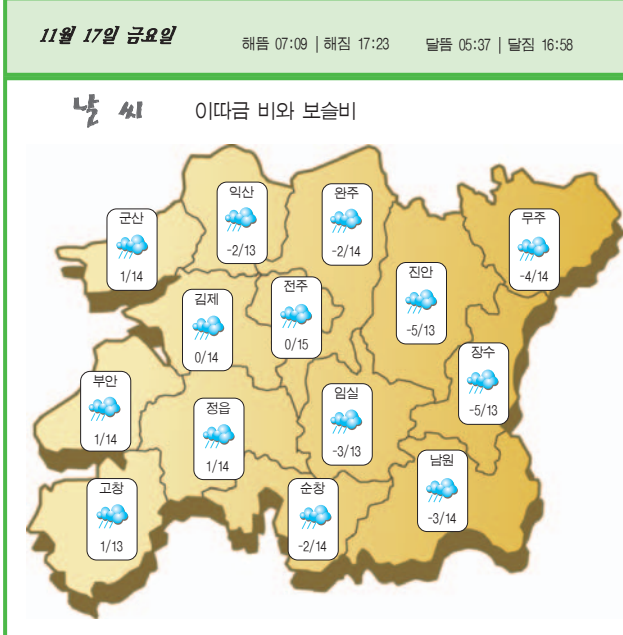 11월 17일 금요일
해뜸 07:09 | 해짐 17:23
달뜸 05:37 | 달짐 16:58
날씨
이따금 비와 보슬비
익산
-2/13
완주
-2/14
군산
1/14
무주
-4/14
진안
-5/13
전주
0/15
김제
0/14
장수
-5/13
부안
1/14
임실
-3/13
정읍
1/14
남원
-3/14
고창
1/13
순창
-2/14